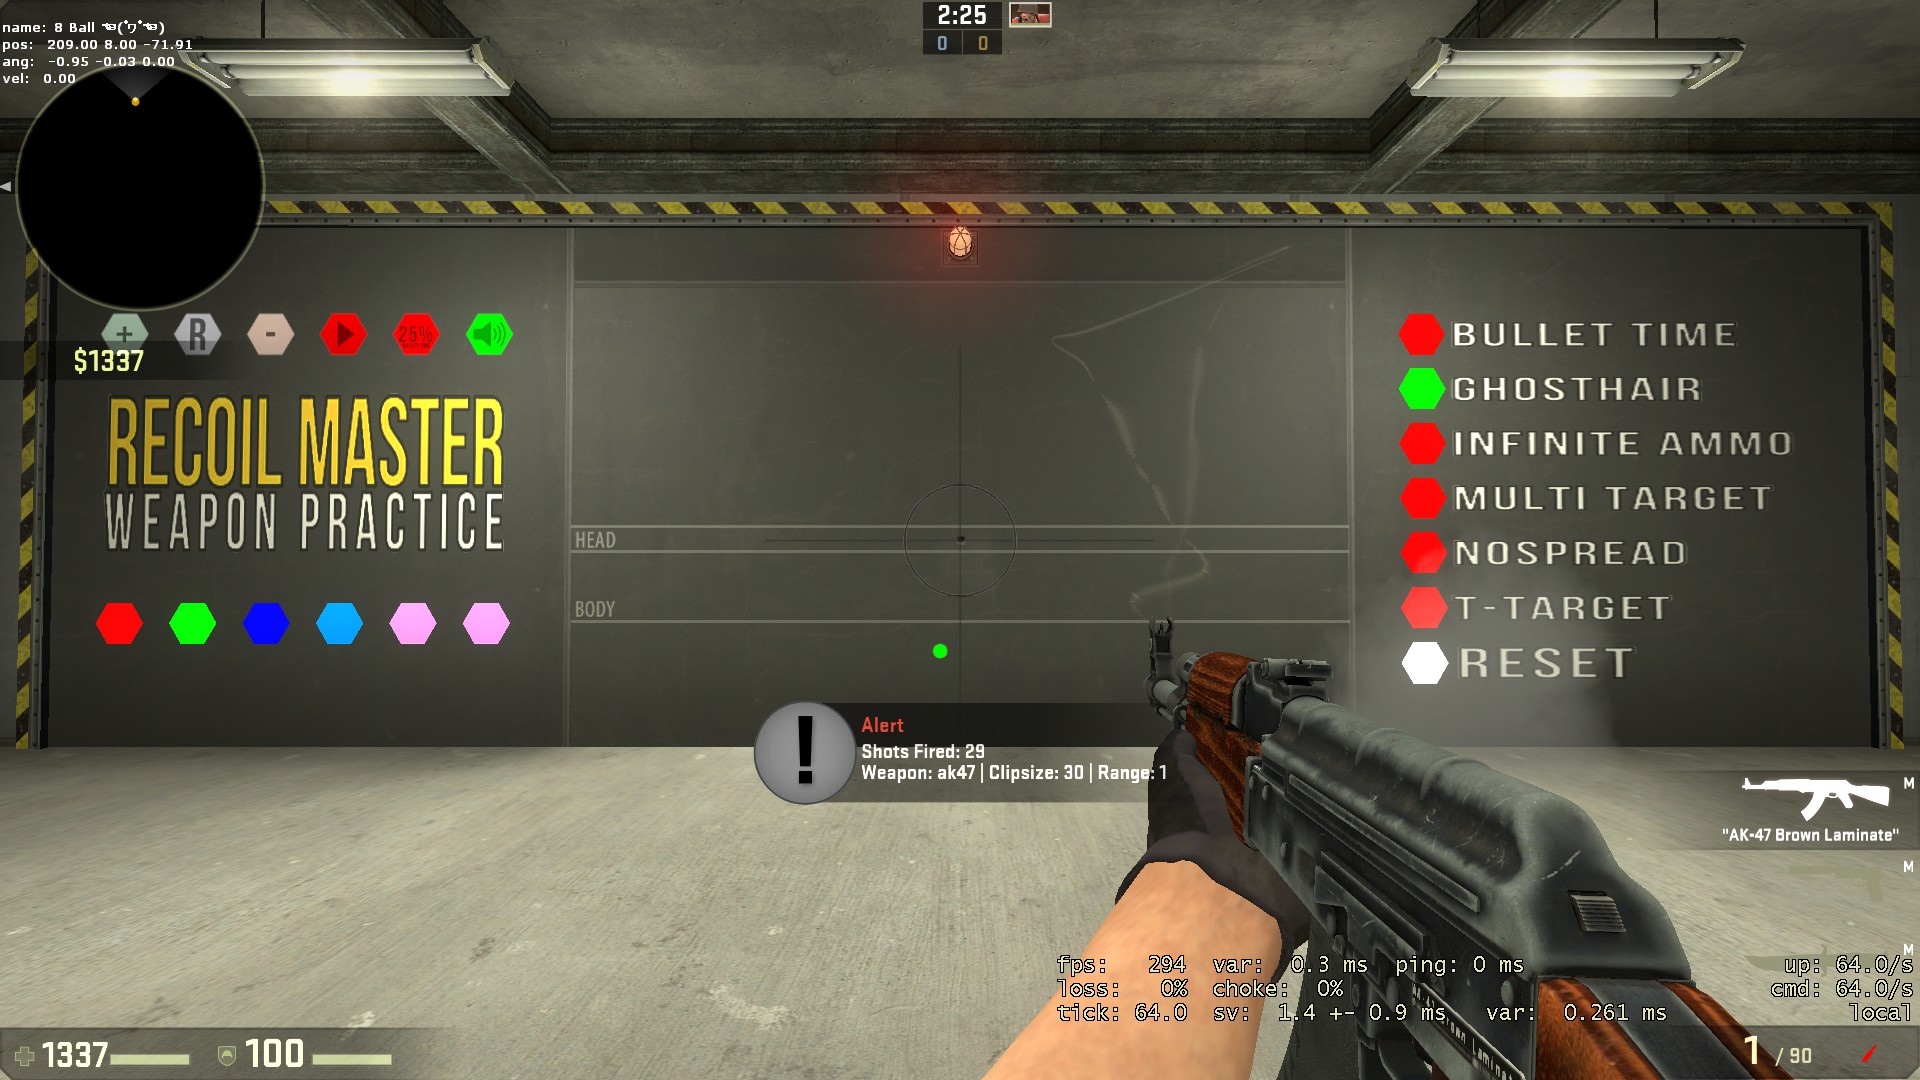 name: 8 Ball
pos: 209.00 8.00 -71.91
ang: -0.95 -0.03 0.00
vel: 0.00
2:25
0 0
+ R - 25%
$1337
RECOIL MASTER
WEAPON PRACTICE
HEAD
BODY
BULLET TIME
GHOSTHAIR
INFINITE AMMO
MULTI TARGET
NOSPREAD
T-TARGET
RESET
!
Alert
Shots Fired: 29
Weapon: ak47 | Clipsize: 30 | Range: 1
M
"AK-47 Brown Laminate"
M
M
fps: 294 var: 0.3 ms ping: 0 ms
loss: 0% choke: 0%
tick: 64.0 sv: 1.4 +- 0.9 ms var: 0.261 ms
up: 64.0/s
cmd: 64.0/s
local
1337 100
1 / 90